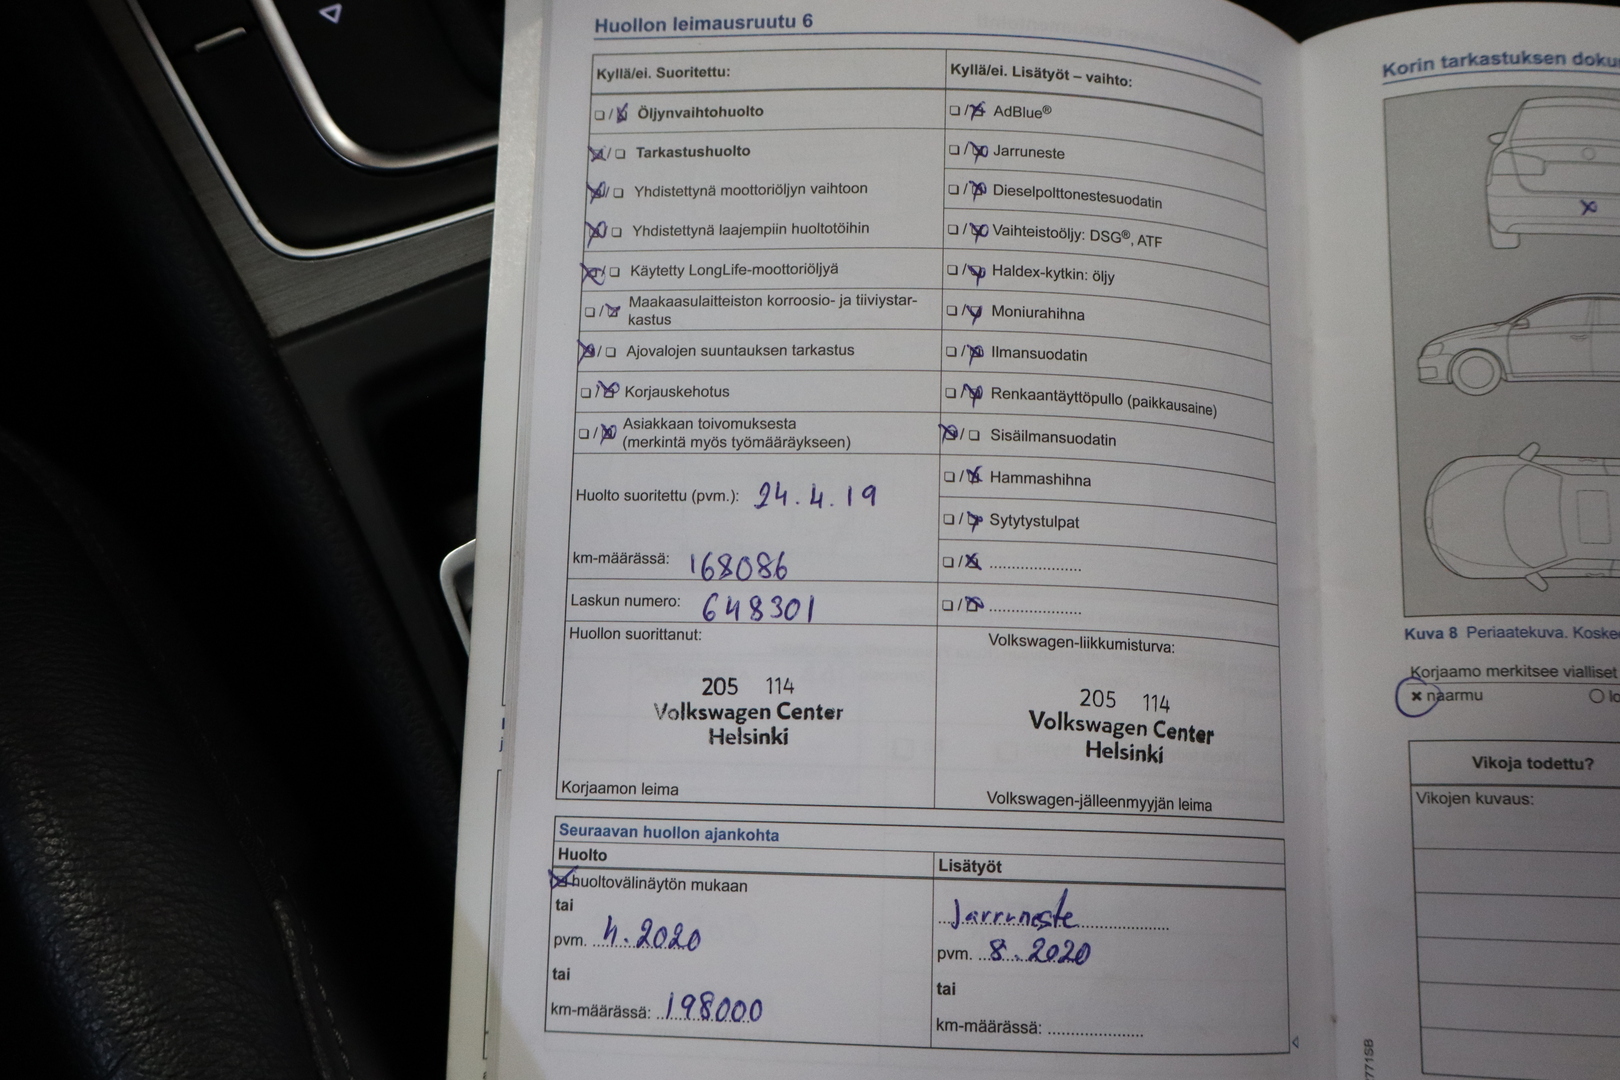 Huollon leimausruutu 6
Kyllä/ei. Suoritettu:
Öljynvaihtohuolto
Tarkastushuolto
Yhdistettynä moottoriöljyn vaihtoon
Yhdistettynä laajempiin huoltotöihin
Käytetty LongLife-moottoriöljyä
Maakaasulaitteiston korroosio- ja tiiviystar-
kastus
Ajovalojen suuntauksen tarkastus
Korjauskehotus
Asiakkaan toivomuksesta
(merkintä myös työmääräykseen)
Huolto suoritettu (pvm.): 24.4.19
km-määrässä: 168086
Laskun numero: 648301
Huollon suorittanut:
205 114
Volkswagen Center
Helsinki
Korjaamon leima
Kyllä/ei. Lisätyöt – vaihto:
AdBlue®
Jarruneste
Dieselpolttonestesuodatin
Vaihteistoöljy: DSG®, ATF
Haldex-kytkin: öljy
Moniurahihna
Ilmansuodatin
Renkaantäyttöpullo (paikkausaine)
Sisäilmansuodatin
Hammashihna
Sytytystulpat
Volkswagen-liikkumisturva:
205 114
Volkswagen Center
Helsinki
Volkswagen-jälleenmyyjän leima
Seuraavan huollon ajankohta
Huolto
huoltovälinäytön mukaan
tai
pvm. 4.2020
tai
km-määrässä: 198000
Lisätyöt
Jarruneste
pvm. 8.2020
tai
km-määrässä:
Korin tarkastuksen
Kuva 8 Periaatekuva.
Korjaamo merkitsee vialliset
naarmu
Vikoja todettu?
Vikojen kuvaus: